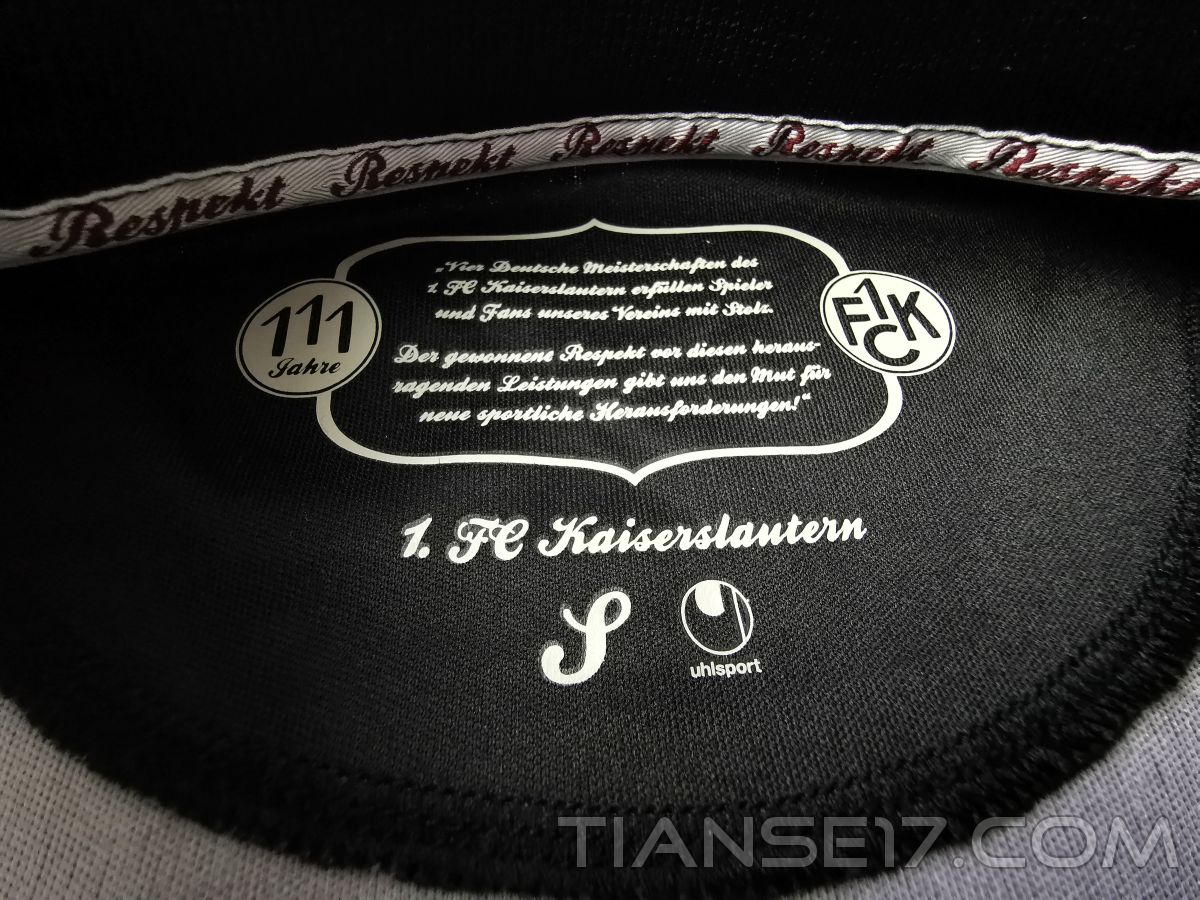 Respekt Respekt Respekt Respekt Respekt
„Vier Deutsche Meisterschaften des
1. FC Kaiserslautern erfüllen Spieler
und Fans unseres Vereins mit Stolz.
Der gewonnene Respekt vor diesen heraus-
ragenden Leistungen gibt uns den Mut für
neue sportliche Herausforderungen!“
111
Jahre
F1CK
1. FC Kaiserslautern
S
uhlsport
TIANSE17.COM